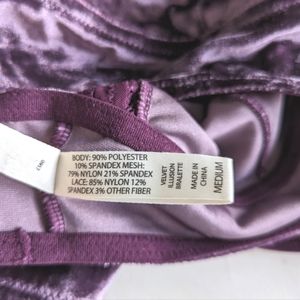 BODY: 90% POLYESTER
10% SPANDEX MESH:
79% NYLON 21% SPANDEX
LACE: 85% NYLON 12%
SPANDEX 3% OTHER FIBER
VELVET
ILLUSION
BRALETTE
MADE IN
CHINA
MEDIUM